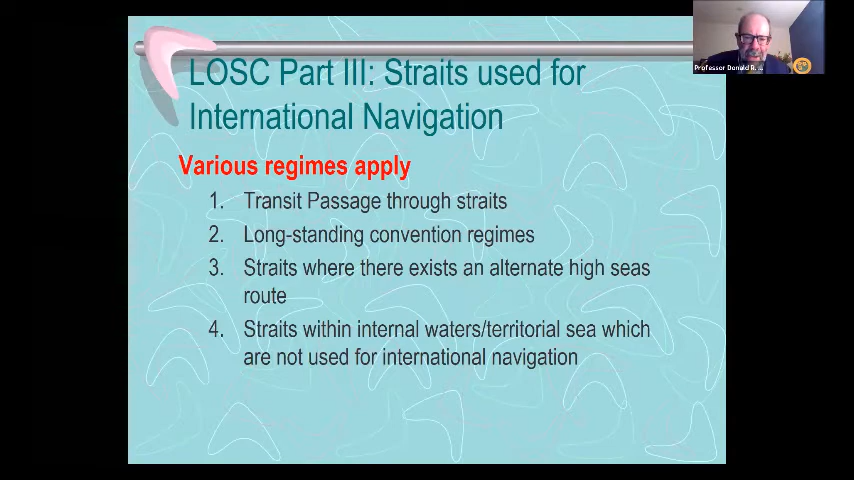 LOSC Part III: Straits used for
International Navigation
Various regimes apply
1. Transit Passage through straits
2. Long-standing convention regimes
3. Straits where there exists an alternate high seas
route
4. Straits within internal waters/territorial sea which
are not used for international navigation
Professor Donald R. ...